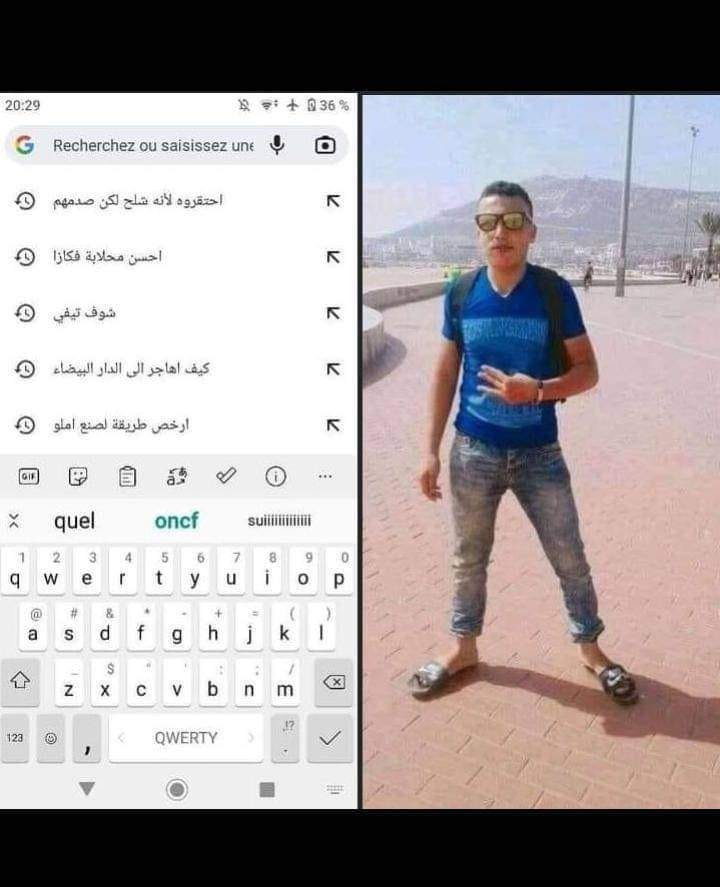 20:29 36 %
Recherchez ou saisissez une
احتقروه لأنه شلح لكن صدمهم
احسن محلابة فكازا
شوف تيفي
كيف اهاجر الى الدار البيضاء
ارخص طريقة لصنع املو
GIF
quel oncf suiiiiiiiiiiiii
1 2 3 4 5 6 7 8 9 0
q w e r t y u i o p
@ # & * - + = ( )
a s d f g h j k l
_ $ " ' : ; /
z x c v b n m
123 , QWERTY ,!? .